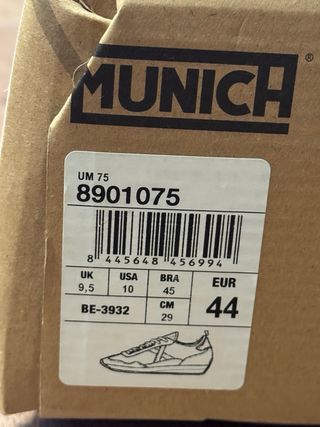 MUNICH®
UM 75
8901075
8 445648 456994
UK USA BRA EUR
9,5 10 45 44
BE-3932 CM
29